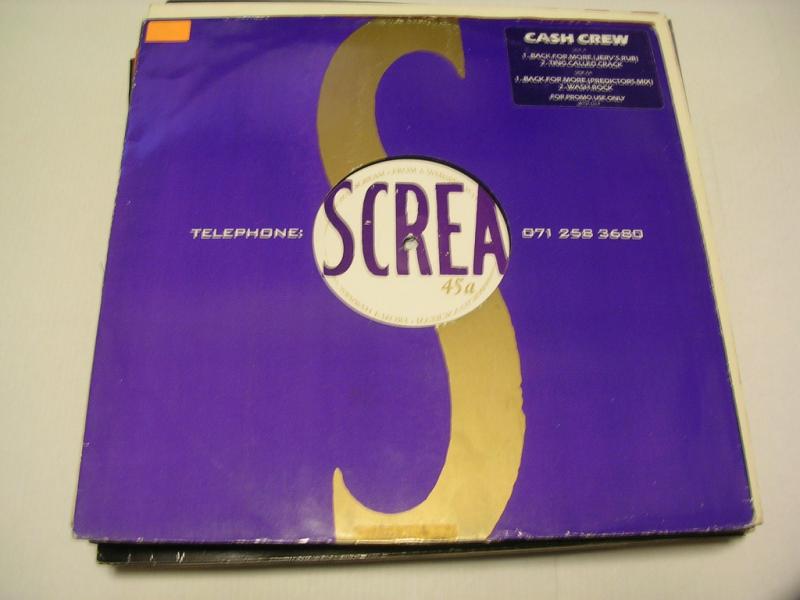 CASH CREW
1. BACK FOR MORE (JERV'S RUB)
2. TING CALLED CRACK
1. BACK FOR MORE (PREDICTORS MIX)
2. WASH ROCK
FOR PROMO USE ONLY
SCREA
TELEPHONE: 071 258 3680
45a